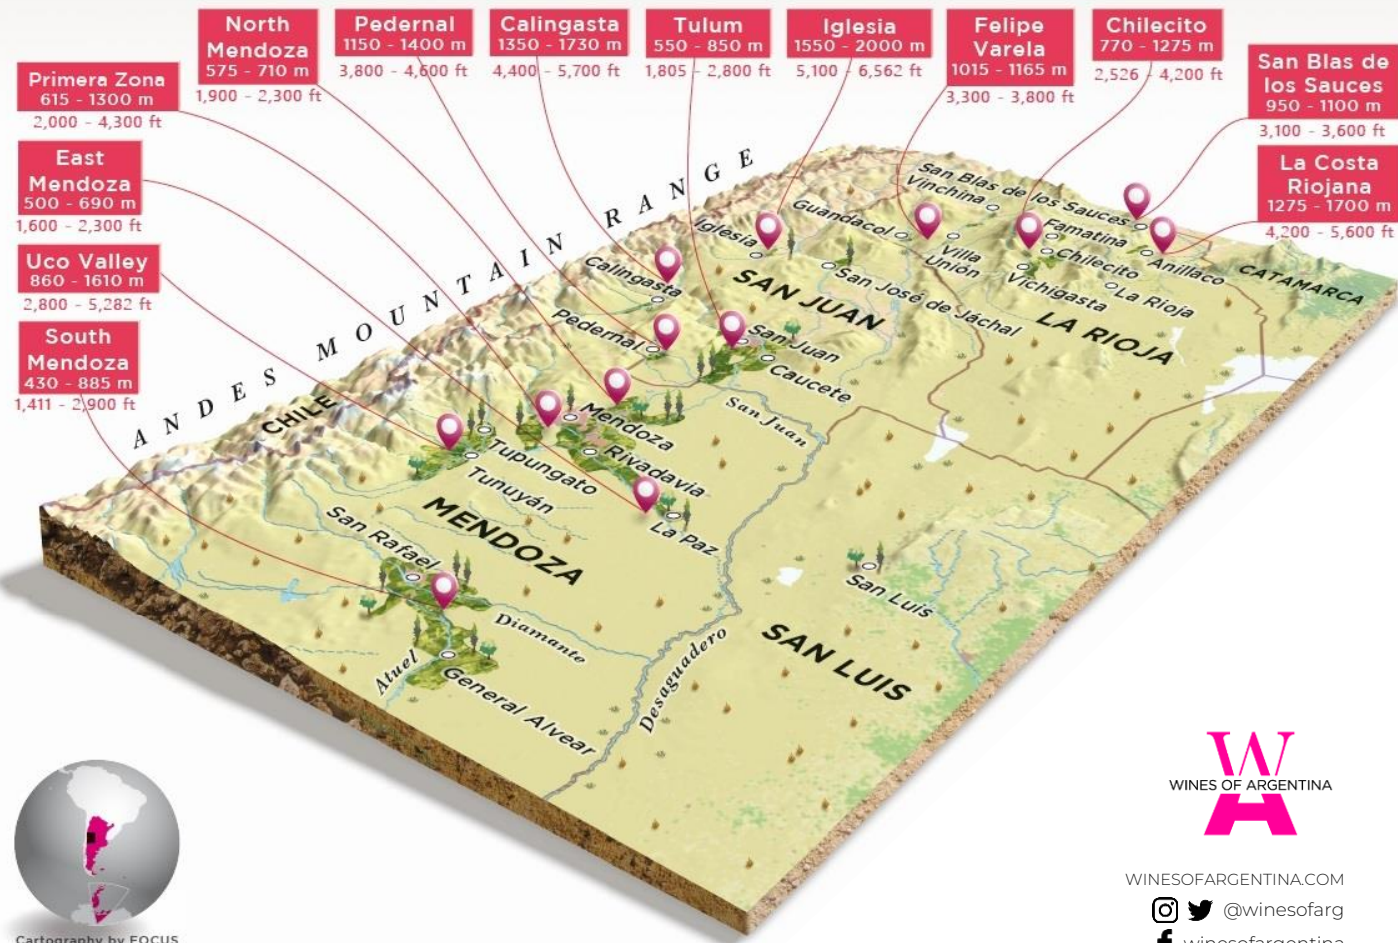 North
Mendoza
575 - 710 m
1,900 - 2,300 ft
Pedernal
1150 - 1400 m
3,800 - 4,600 ft
Calingasta
1350 - 1730 m
4,400 - 5,700 ft
Tulum
550 - 850 m
1,805 - 2,800 ft
Iglesia
1550 - 2000 m
5,100 - 6,562 ft
Felipe
Varela
1015 - 1165 m
3,300 - 3,800 ft
Chilecito
770 - 1275 m
2,526 - 4,200 ft
San Blas de
los Sauces
950 - 1100 m
3,100 - 3,600 ft
La Costa
Riojana
1275 - 1700 m
4,200 - 5,600 ft
Primera Zona
615 - 1300 m
2,000 - 4,300 ft
East
Mendoza
500 - 690 m
1,600 - 2,300 ft
Uco Valley
860 - 1610 m
2,800 - 5,282 ft
South
Mendoza
430 - 885 m
1,411 - 2,900 ft
ANDES MOUNTAIN RANGE
CHILE
San Blas de los Sauces
Vinchina
Guandacol
Famatina
Iglesia
Villa
Unión
Chilecito
Anillaco
CATAMARCA
Calingasta
SAN JUAN
San José de Jáchal
Vichigasta
La Rioja
LA RIOJA
Pedernal
San Juan
Caucete
San Juan
Mendoza
Rivadavia
Tupungato
Tunuyán
La Paz
MENDOZA
San Rafael
San Luis
Diamante
SAN LUIS
Atuel
General Alvear
Desaguadero
WA
WINES OF ARGENTINA
WINESOFARGENTINA.COM
@winesofarg
winesofargentina
Cartography by FOCUS